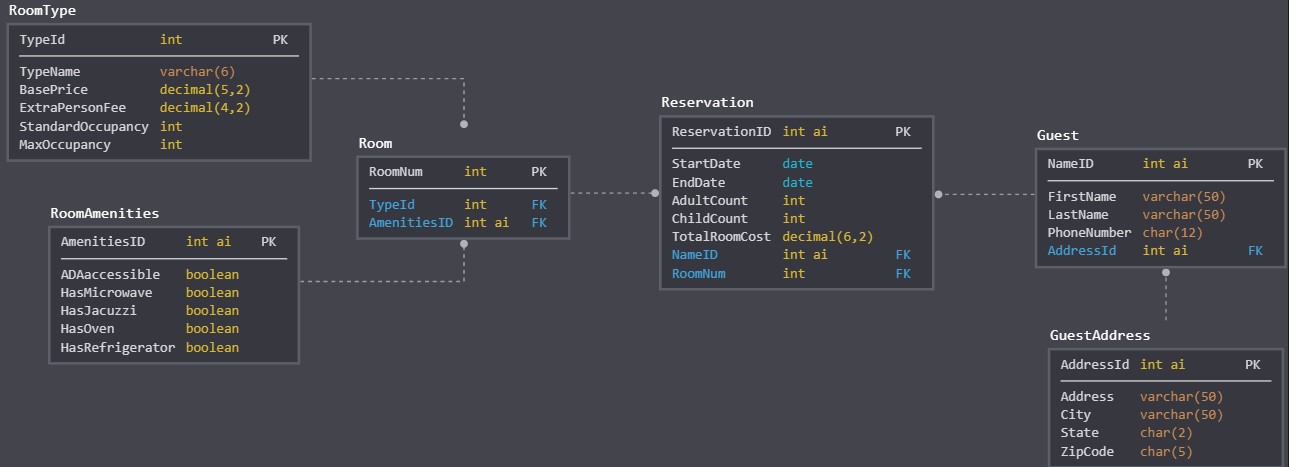 RoomType
TypeId int PK
TypeName varchar(6)
BasePrice decimal(5,2)
ExtraPersonFee decimal(4,2)
StandardOccupancy int
MaxOccupancy int
RoomAmenities
AmenitiesID int ai PK
ADAaccessible boolean
HasMicrowave boolean
HasJacuzzi boolean
HasOven boolean
HasRefrigerator boolean
Room
RoomNum int PK
TypeId int FK
AmenitiesID int ai FK
Reservation
ReservationID int ai PK
StartDate date
EndDate date
AdultCount int
ChildCount int
TotalRoomCost decimal(6,2)
NameID int ai FK
RoomNum int FK
Guest
NameID int ai PK
FirstName varchar(50)
LastName varchar(50)
PhoneNumber char(12)
AddressId int ai FK
GuestAddress
AddressId int ai PK
Address varchar(50)
City varchar(50)
State char(2)
ZipCode char(5)